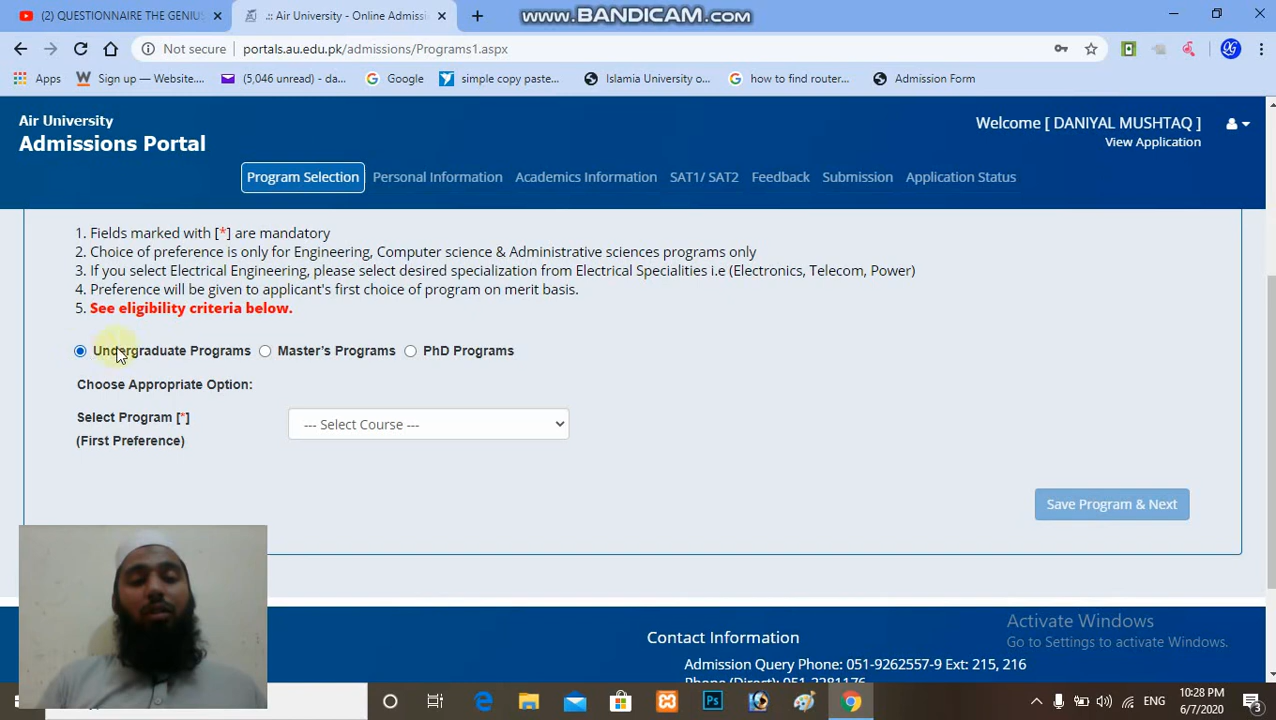 (2) QUESTIONNAIRE THE GENIUS
.:: Air University - Online Admissi
www.BANDICAM.com
Not secure
portals.au.edu.pk/admissions/Programs1.aspx
Apps
Sign up — Website....
(5,046 unread) - da...
Google
simple copy paste...
Islamia University o...
how to find router...
Admission Form
Air University
Admissions Portal
Welcome [ DANIYAL MUSHTAQ ]
View Application
Program Selection
Personal Information
Academics Information
SAT1/ SAT2
Feedback
Submission
Application Status
1. Fields marked with [*] are mandatory
2. Choice of preference is only for Engineering, Computer science & Administrative sciences programs only
3. If you select Electrical Engineering, please select desired specialization from Electrical Specialities i.e (Electronics, Telecom, Power)
4. Preference will be given to applicant's first choice of program on merit basis.
5. See eligibility criteria below.
Undergraduate Programs
Master's Programs
PhD Programs
Choose Appropriate Option:
Select Program [*]
(First Preference)
--- Select Course ---
Save Program & Next
Contact Information
Admission Query Phone: 051-9262557-9 Ext: 215, 216
Activate Windows
Go to Settings to activate Windows.
ENG
10:28 PM
6/7/2020
3